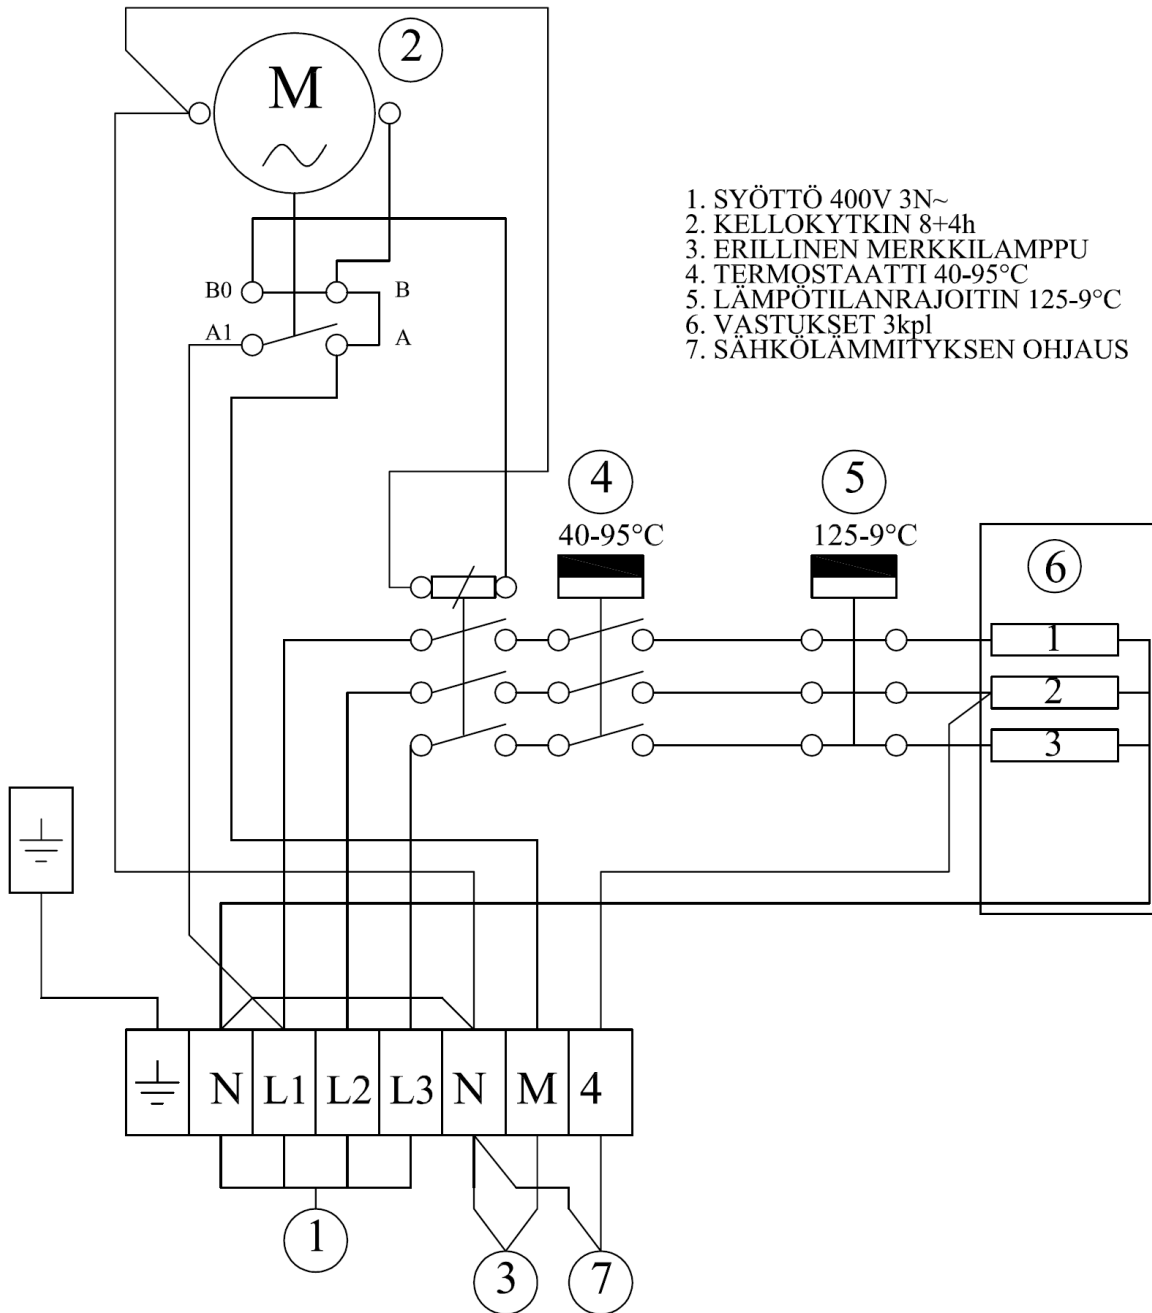 2
M
1. SYÖTTÖ 400V 3N~
2. KELLOKYTKIN 8+4h
3. ERILLINEN MERKKILAMPPU
4. TERMOSTAATTI 40-95°C
5. LÄMPÖTILANRAJOITIN 125-9°C
6. VASTUKSET 3kpl
7. SÄHKÖLÄMMITYKSEN OHJAUS
B0 B
A1 A
4 5
40-95°C 125-9°C
6
1
2
3
N L1 L2 L3 N M 4
1
3 7